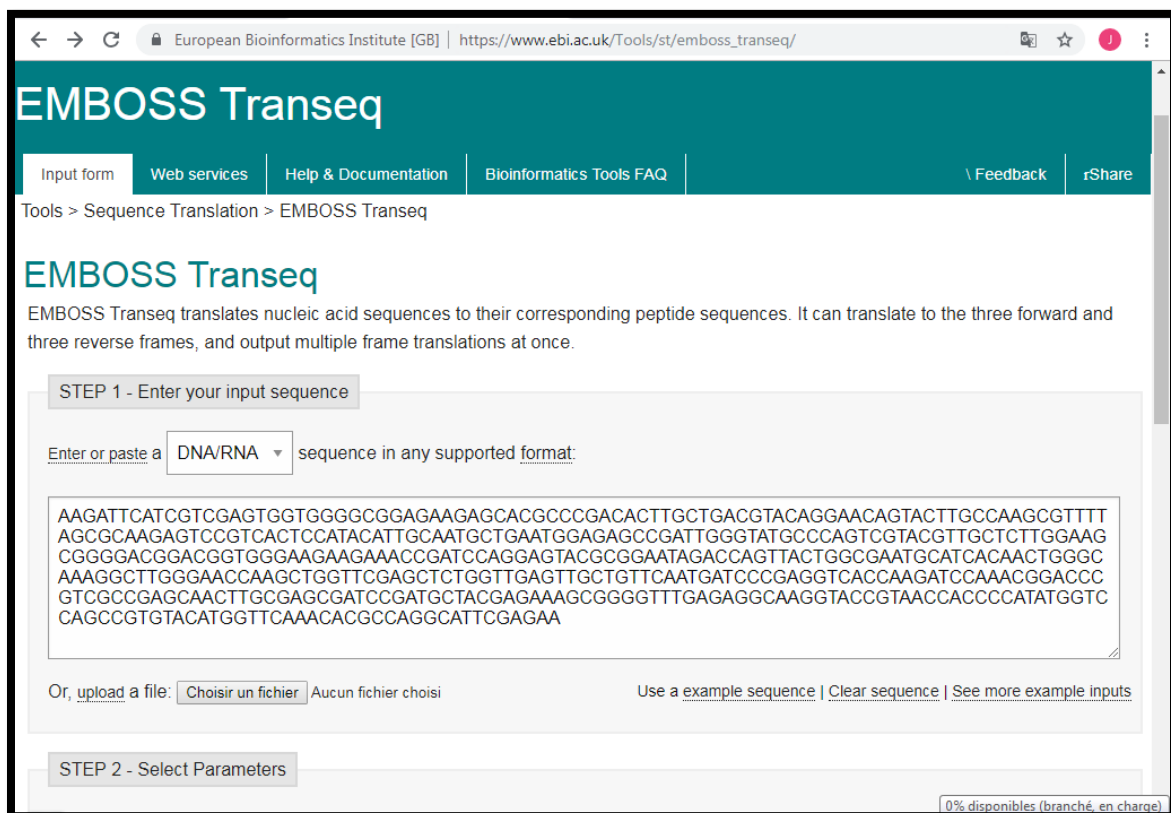 European Bioinformatics Institute [GB] | https://www.ebi.ac.uk/Tools/st/emboss_transeq/
J
EMBOSS Transeq
Input form Web services Help & Documentation Bioinformatics Tools FAQ \ Feedback rShare
Tools > Sequence Translation > EMBOSS Transeq
EMBOSS Transeq
EMBOSS Transeq translates nucleic acid sequences to their corresponding peptide sequences. It can translate to the three forward and
three reverse frames, and output multiple frame translations at once.
STEP 1 - Enter your input sequence
Enter or paste a DNA/RNA sequence in any supported format:
AAGATTCATCGTCGAGTGGTGGGGCGGAGAAGAGCACGCCCGACACTTGCTGACGTACAGGAACAGTACTTGCCAAGCGTTTT
AGCGCAAGAGTCCGTCACTCCATACATTGCAATGCTGAATGGAGAGCCGATTGGGTATGCCCAGTCGTACGTTGCTCTTGGAAG
CGGGGACGGACGGTGGGAAGAAGAAACCGATCCAGGAGTACGCGGAATAGACCAGTTACTGGCGAATGCATCACAACTGGGC
AAAGGCTTGGGAACCAAGCTGGTTCGAGCTCTGGTTGAGTTGCTGTTCAATGATCCCGAGGTCACCAAGATCCAAACGGACCC
GTCGCCGAGCAACTTGCGAGCGATCCGATGCTACGAGAAAGCGGGGTTTGAGAGGCAAGGTACCGTAACCACCCCATATGGTC
CAGCCGTGTACATGGTTCAAACACGCCAGGCATTCGAGAA
Or, upload a file: Choisir un fichier Aucun fichier choisi Use a example sequence | Clear sequence | See more example inputs
STEP 2 - Select Parameters
0% disponibles (branché, en charge)